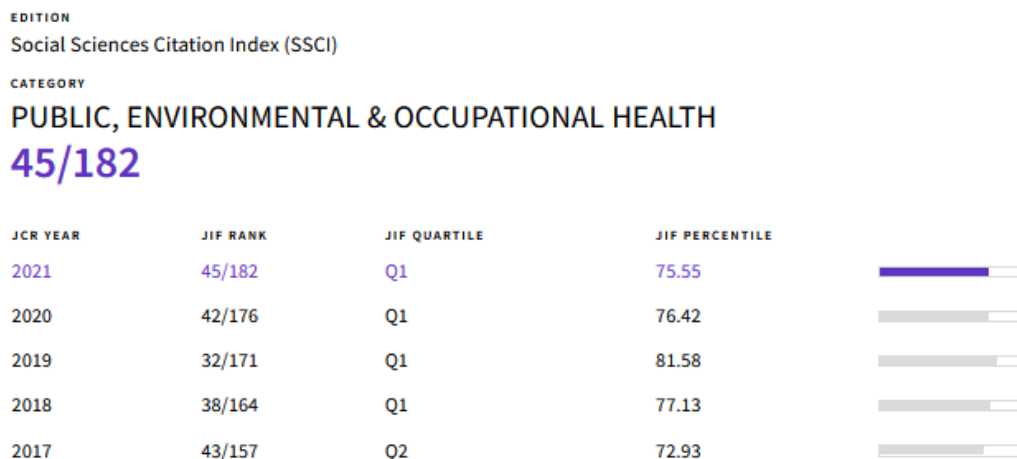 EDITION
Social Sciences Citation Index (SSCI)
CATEGORY
PUBLIC, ENVIRONMENTAL & OCCUPATIONAL HEALTH
45/182
JCR YEAR JIF RANK JIF QUARTILE JIF PERCENTILE
2021 45/182 Q1 75.55
2020 42/176 Q1 76.42
2019 32/171 Q1 81.58
2018 38/164 Q1 77.13
2017 43/157 Q2 72.93